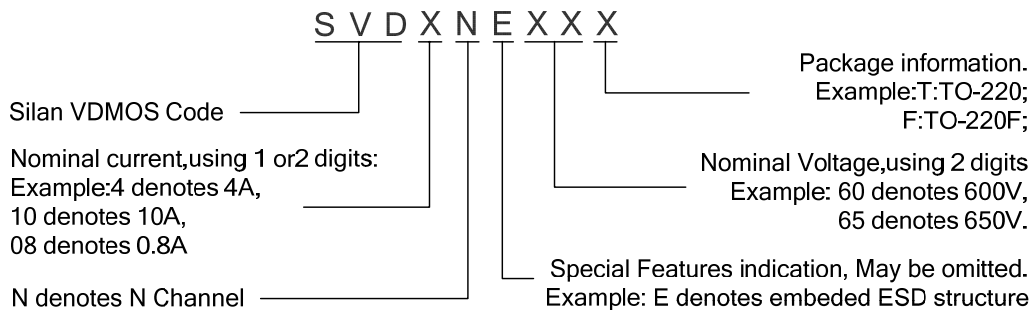 S V D X N E X X X
Silan VDMOS Code
Nominal current,using 1 or2 digits:
Example:4 denotes 4A,
10 denotes 10A,
08 denotes 0.8A
N denotes N Channel
Package information.
Example:T:TO-220;
F:TO-220F;
Nominal Voltage,using 2 digits
Example: 60 denotes 600V,
65 denotes 650V.
Special Features indication, May be omitted.
Example: E denotes embeded ESD structure